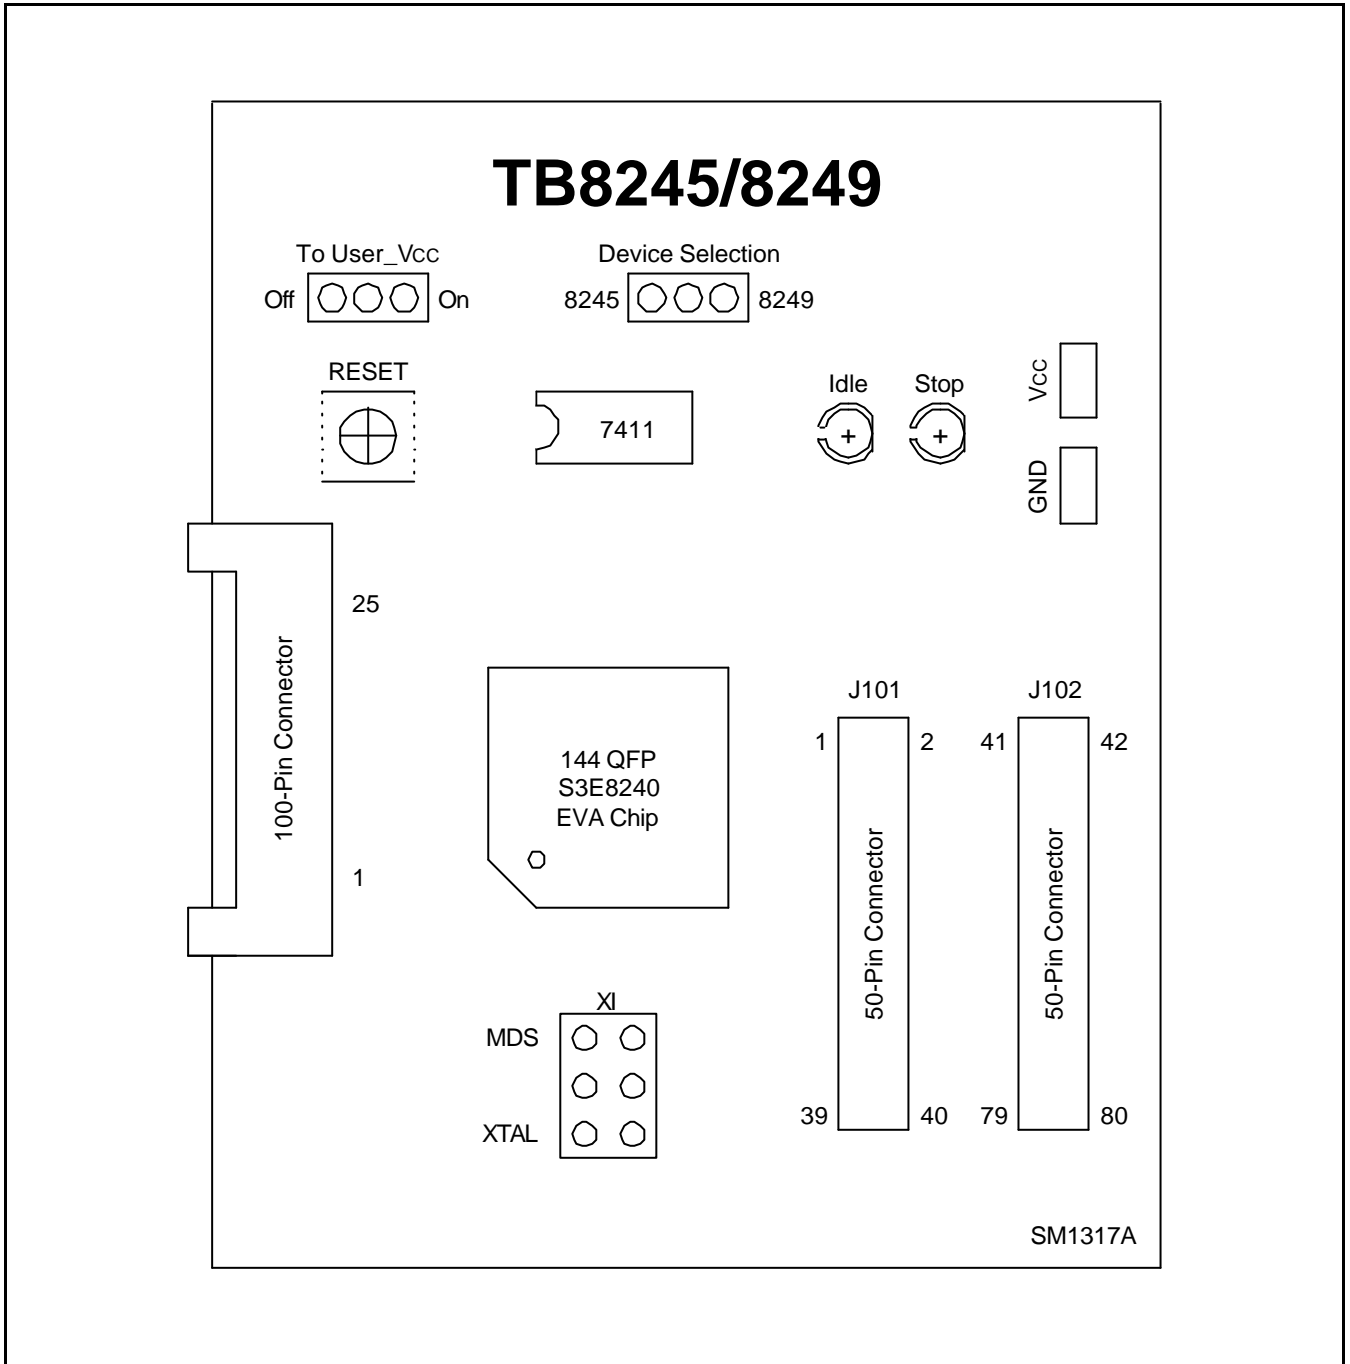 TB8245/8249
To User_Vcc
Off
On
Device Selection
8245
8249
RESET
7411
Idle
Stop
Vcc
GND
25
100-Pin Connector
1
144 QFP
S3E8240
EVA Chip
J101
1
2
50-Pin Connector
39
40
J102
41
42
50-Pin Connector
79
80
XI
MDS
XTAL
SM1317A